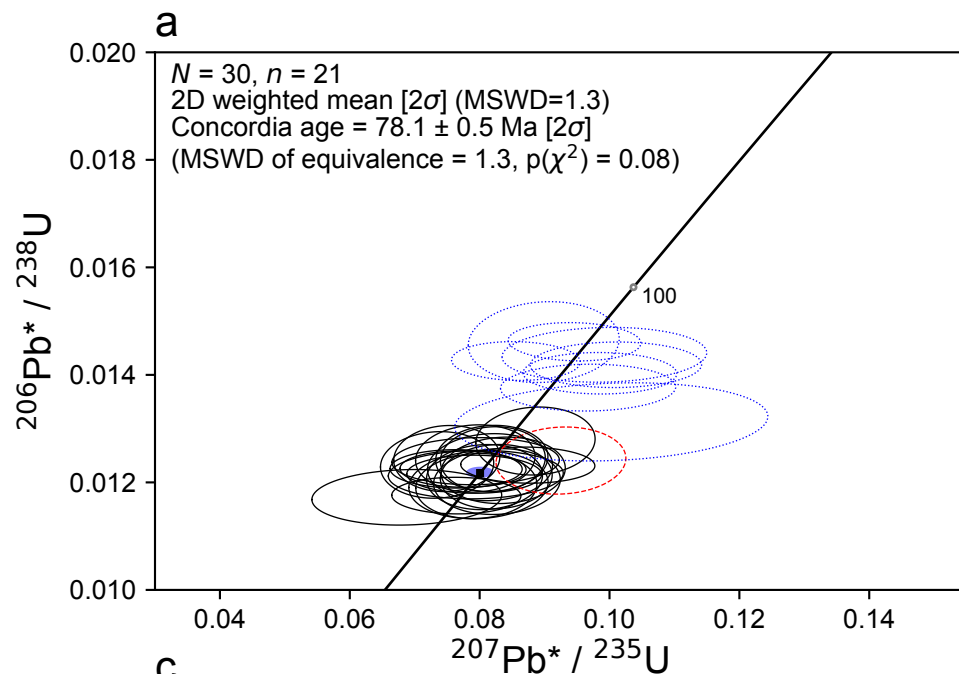 a
0.020
N = 30, n = 21
2D weighted mean [2σ] (MSWD=1.3)
Concordia age = 78.1 ± 0.5 Ma [2σ]
(MSWD of equivalence = 1.3, p(χ²) = 0.08)
0.018
0.016
100
0.014
0.012
0.010
²⁰⁶Pb* / ²³⁸U
0.04 0.06 0.08 0.10 0.12 0.14
²⁰⁷Pb* / ²³⁵U
c